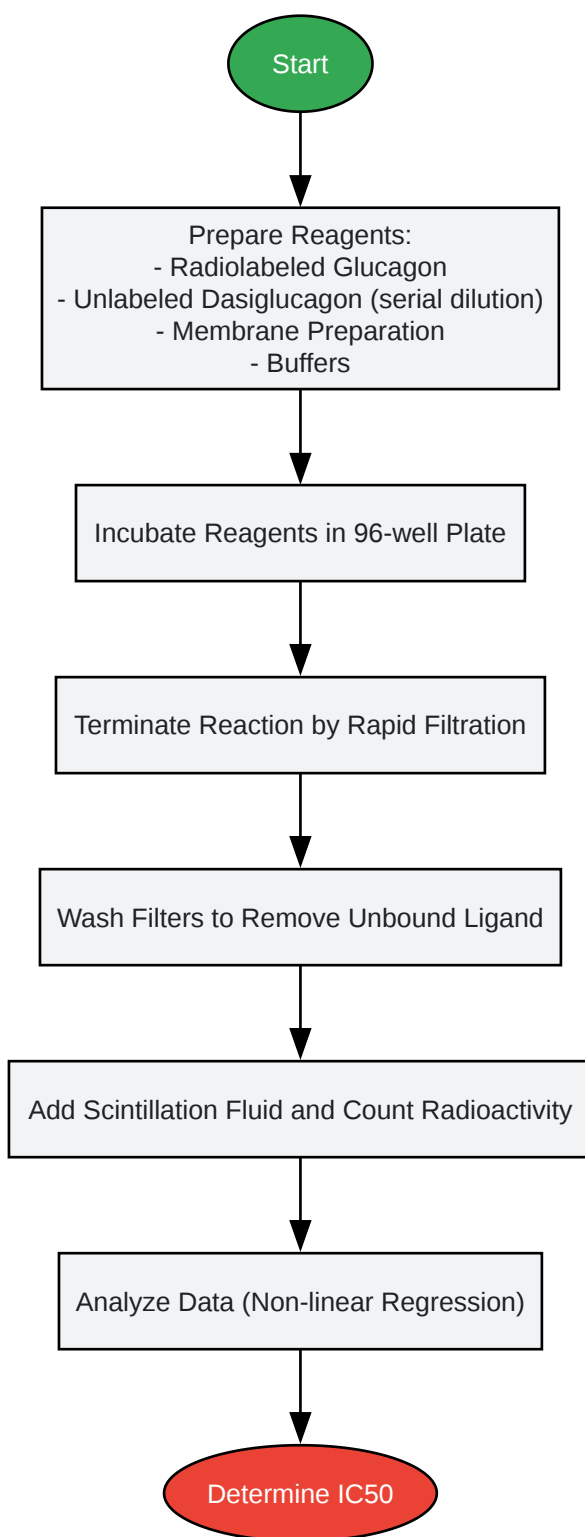 Start
Prepare Reagents:
- Radiolabeled Glucagon
- Unlabeled Dasiglucagon (serial dilution)
- Membrane Preparation
- Buffers
Incubate Reagents in 96-well Plate
Terminate Reaction by Rapid Filtration
Wash Filters to Remove Unbound Ligand
Add Scintillation Fluid and Count Radioactivity
Analyze Data (Non-linear Regression)
Determine IC50